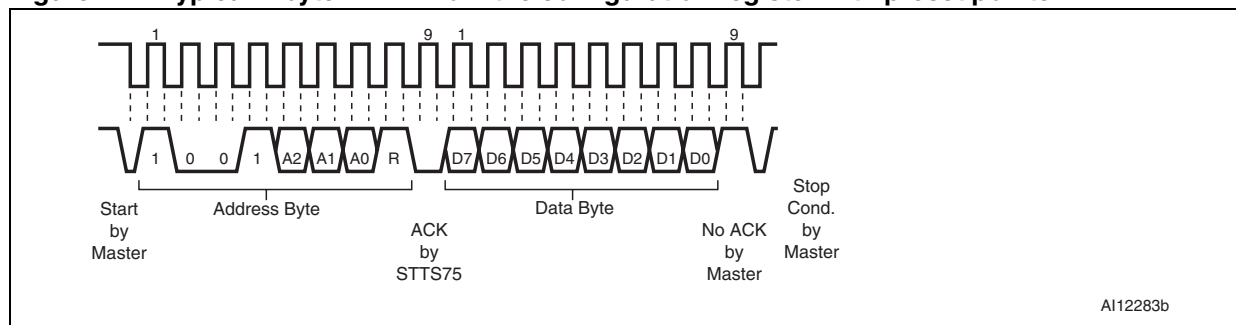 1 9 1 9
1 0 0 1 A2 A1 A0 R D7 D6 D5 D4 D3 D2 D1 D0
Start
by
Master
Address Byte
ACK
by
STTS75
Data Byte
No ACK
by
Master
Stop
Cond.
by
Master
AI12283b